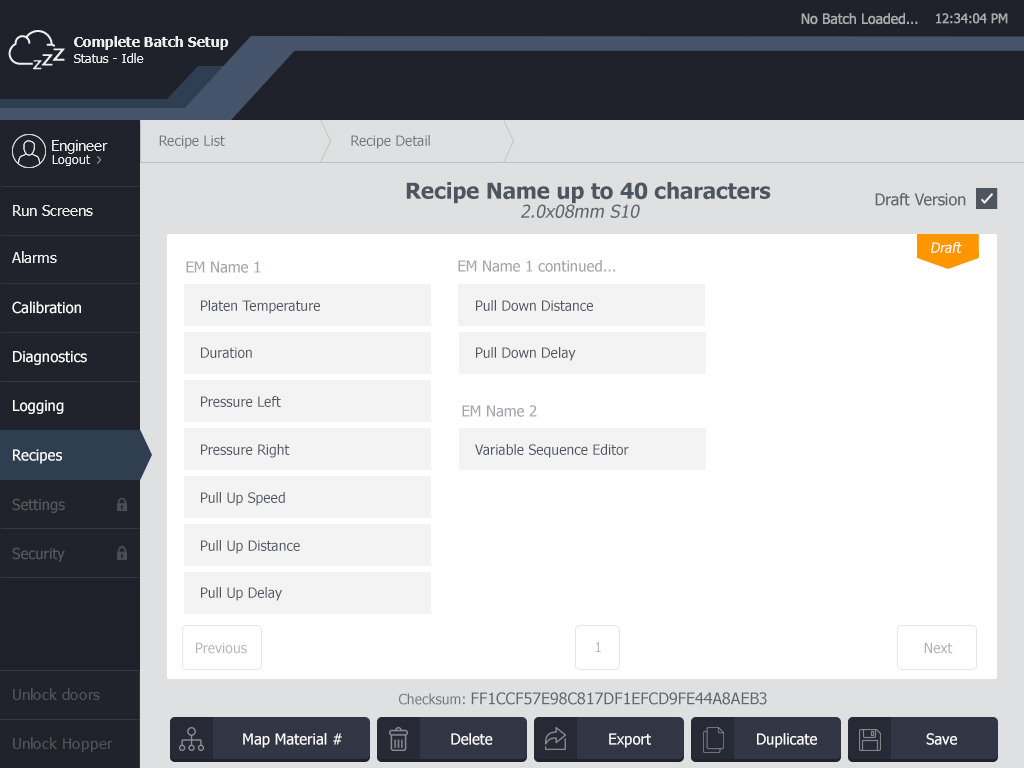 No Batch Loaded... 12:34:04 PM
Complete Batch Setup
Status - Idle
Engineer
Logout >
Run Screens
Alarms
Calibration
Diagnostics
Logging
Recipes
Settings
Security
Unlock doors
Unlock Hopper
Recipe List
Recipe Detail
Recipe Name up to 40 characters
2.0x08mm S10
Draft Version
Draft
EM Name 1
Platen Temperature
Duration
Pressure Left
Pressure Right
Pull Up Speed
Pull Up Distance
Pull Up Delay
EM Name 1 continued...
Pull Down Distance
Pull Down Delay
EM Name 2
Variable Sequence Editor
Previous
1
Next
Checksum: FF1CCF57E98C817DF1EFCD9FE44A8AEB3
Map Material #
Delete
Export
Duplicate
Save